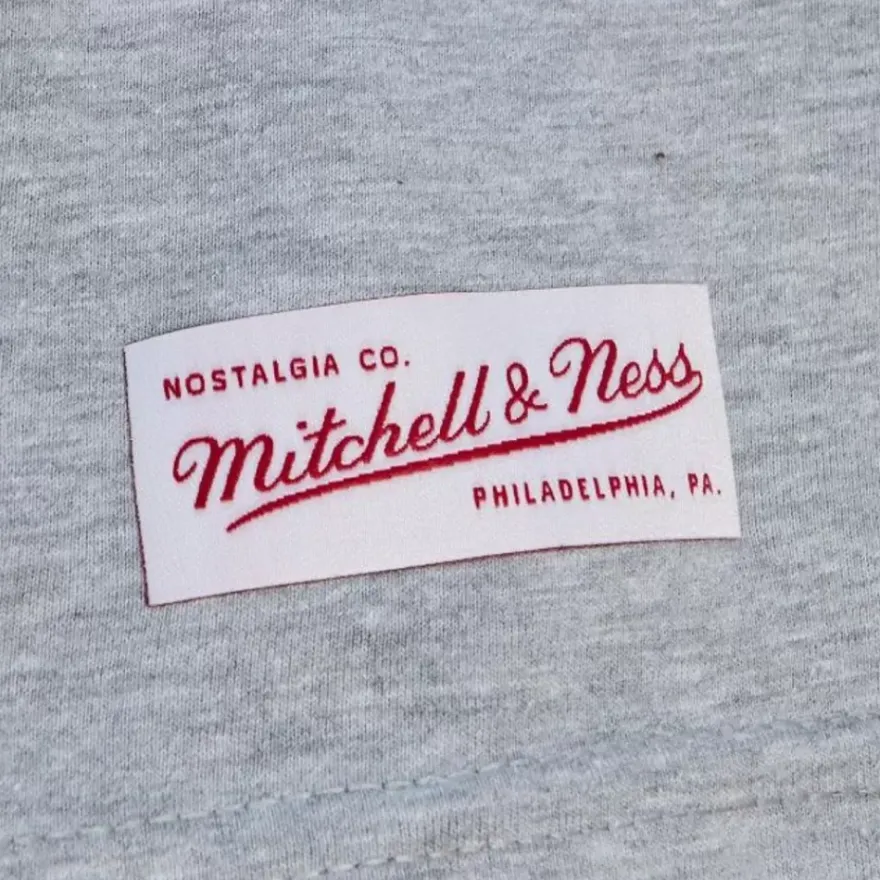 NOSTALGIA CO.
Mitchell & Ness
PHILADELPHIA, PA.